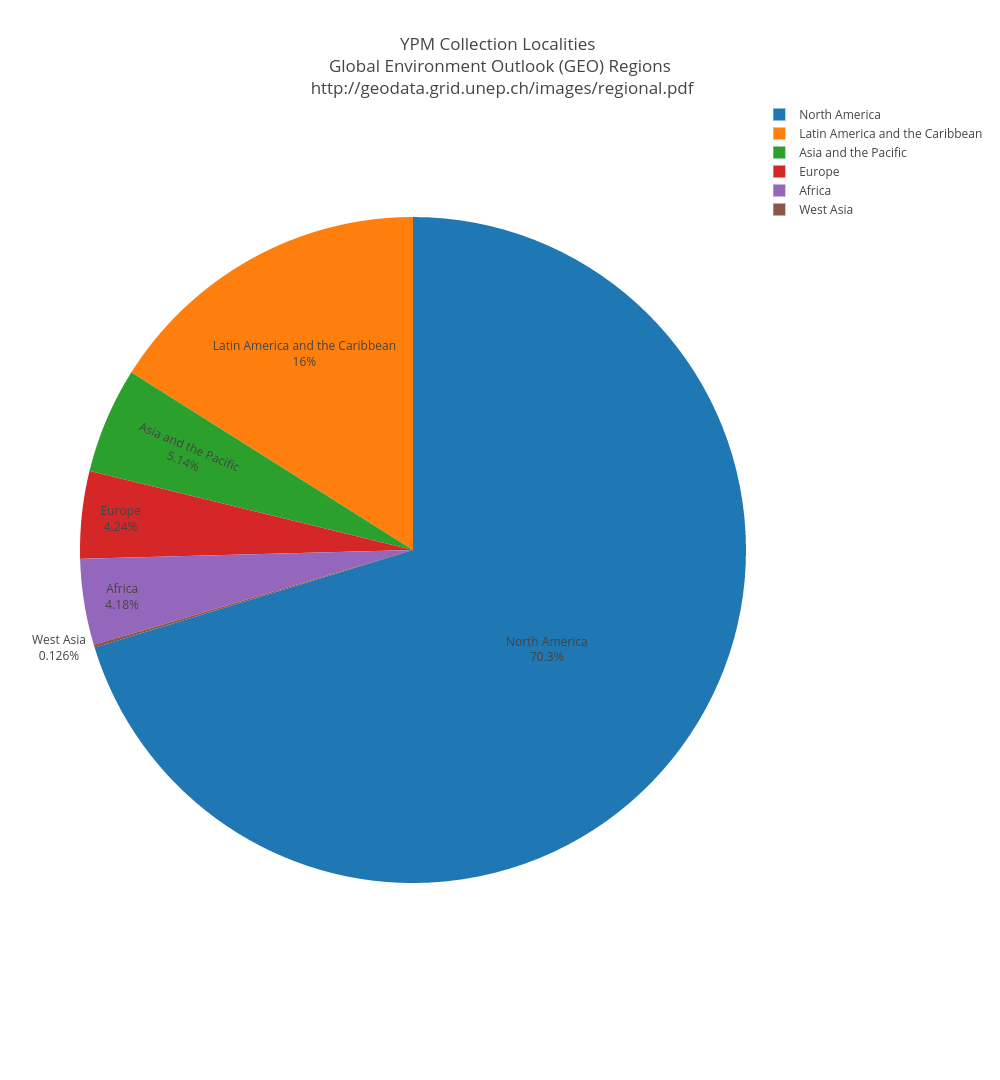 YPM Collection Localities
Global Environment Outlook (GEO) Regions
http://geodata.grid.unep.ch/images/regional.pdf
North America
Latin America and the Caribbean
Asia and the Pacific
Europe
Africa
West Asia
Latin America and the Caribbean
16%
Asia and the Pacific
5.14%
Europe
4.24%
Africa
4.18%
West Asia
0.126%
North America
70.3%